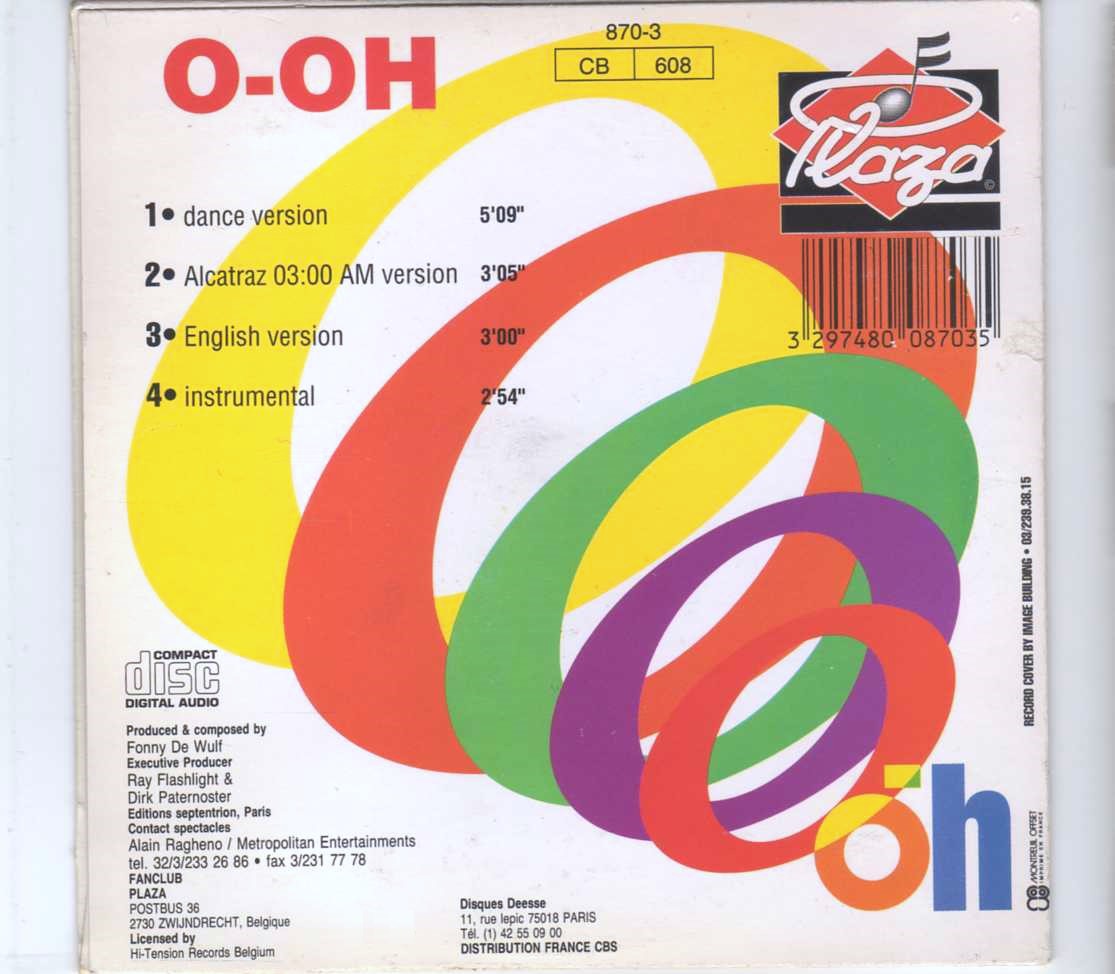 O-OH
870-3
CB 608
Plaza
©
1• dance version 5'09"
2• Alcatraz 03:00 AM version 3'05"
3• English version 3'00"
4• instrumental 2'54"
3 297480 087035
RECORD COVER BY IMAGE BUILDING • 03/239.38.15
COMPACT
disc
DIGITAL AUDIO
Produced & composed by
Fonny De Wulf
Executive Producer
Ray Flashlight &
Dirk Paternoster
Editions septentrion, Paris
Contact spectacles
Alain Ragheno / Metropolitan Entertainments
tel. 32/3/233 26 86 • fax 3/231 77 78
FANCLUB
PLAZA
POSTBUS 36
2730 ZWIJNDRECHT, Belgique
Licensed by
Hi-Tension Records Belgium
Disques Deesse
11, rue lepic 75018 PARIS
Tél. (1) 42 55 09 00
DISTRIBUTION FRANCE CBS
öh
MONTREUIL OFFSET
IMPRIMÉ EN FRANCE